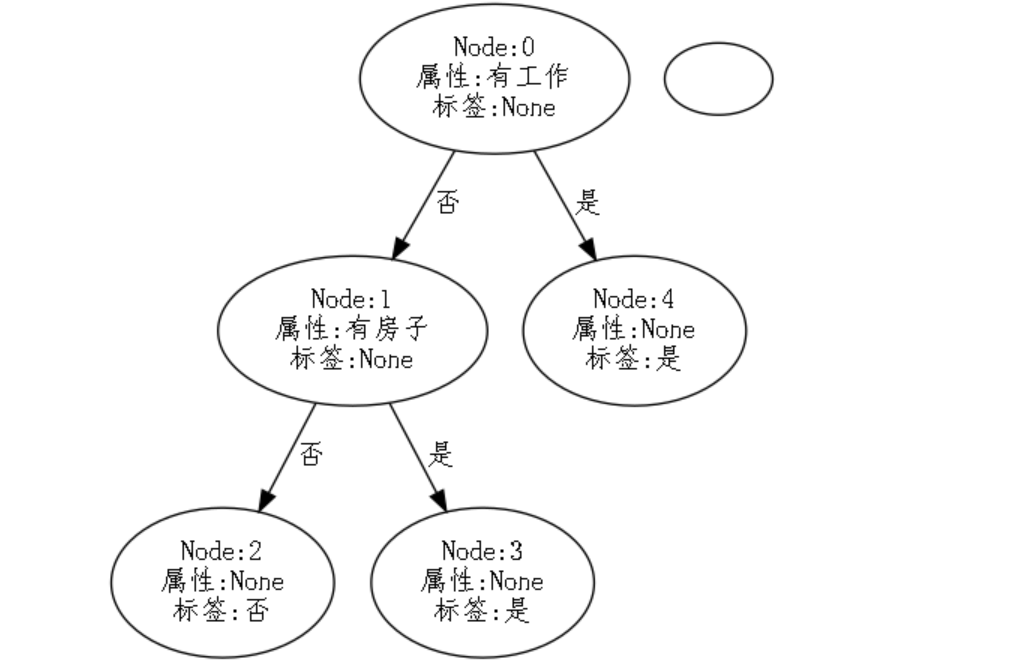 Node:0
属性:有工作
标签:None
否
是
Node:1
属性:有房子
标签:None
Node:4
属性:None
标签:是
否
是
Node:2
属性:None
标签:否
Node:3
属性:None
标签:是